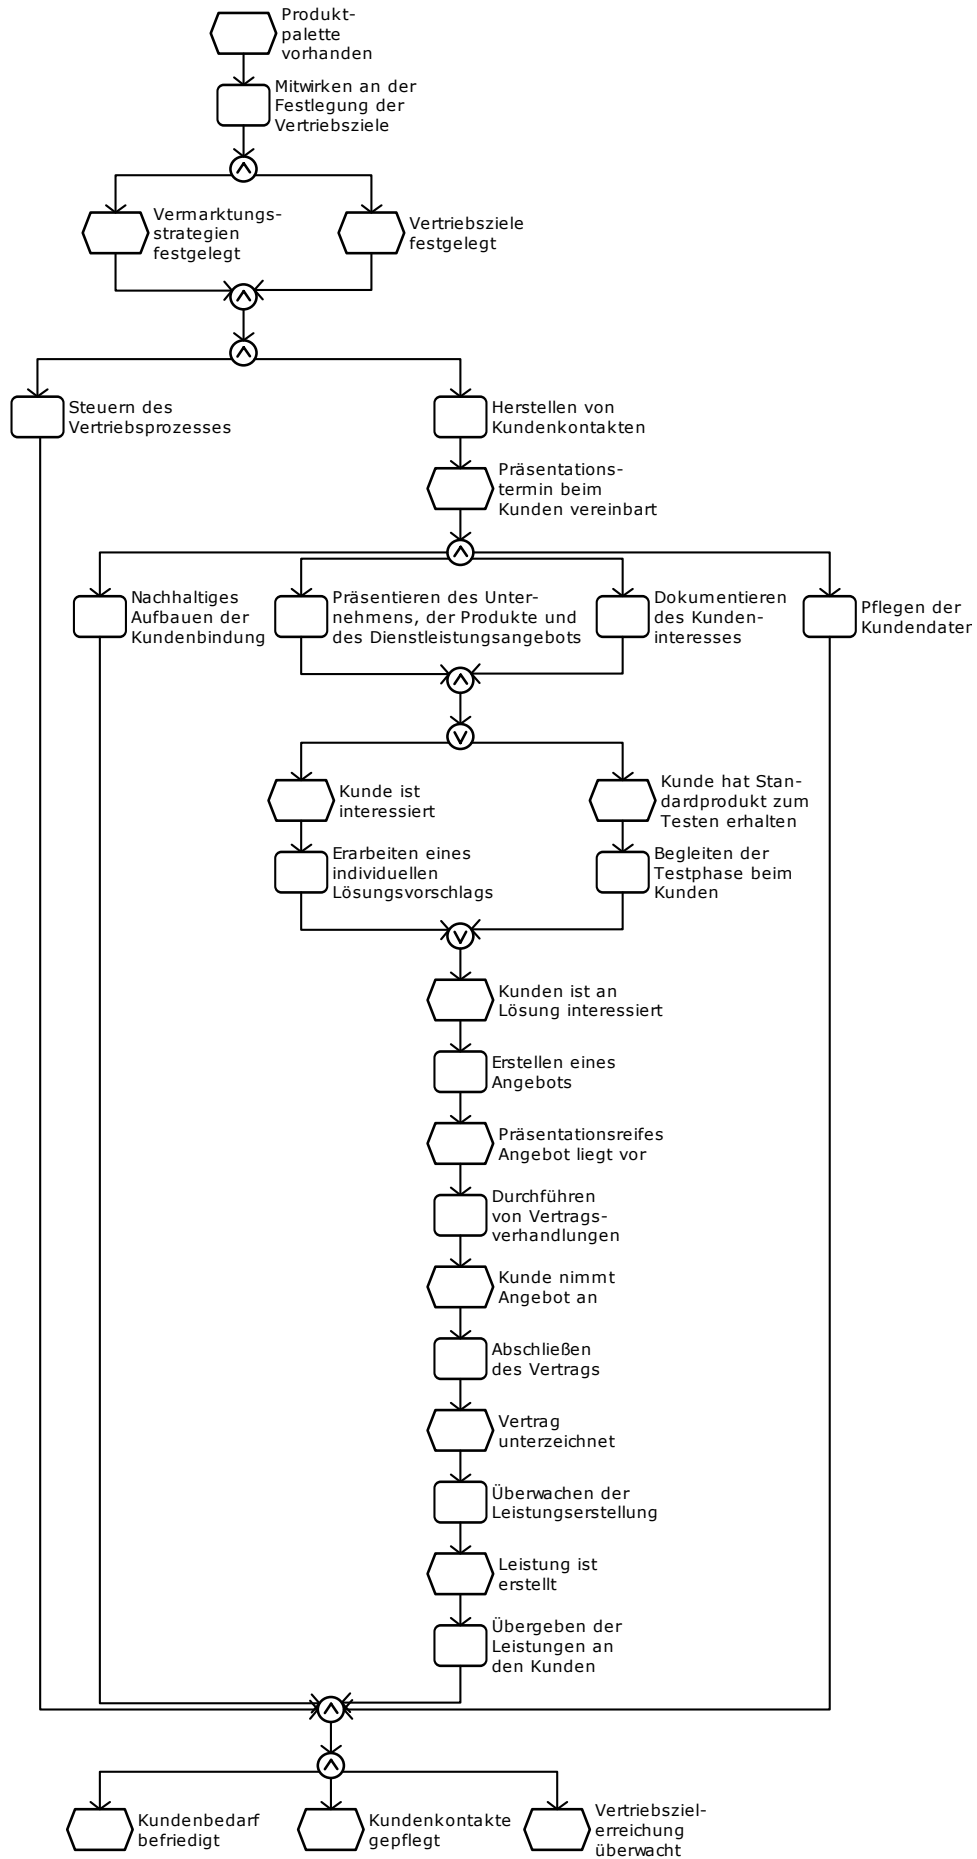 Produkt-
palette
vorhanden
Mitwirken an der
Festlegung der
Vertriebsziele
Vermarktungs-
strategien
festgelegt
Vertriebsziele
festgelegt
Steuern des
Vertriebsprozesses
Herstellen von
Kundenkontakten
Präsentations-
termin beim
Kunden vereinbart
Nachhaltiges
Aufbauen der
Kundenbindung
Präsentieren des Unter-
nehmens, der Produkte und
des Dienstleistungsangebots
Dokumentieren
des Kunden-
interesses
Pflegen der
Kundendaten
Kunde ist
interessiert
Kunde hat Stan-
dardprodukt zum
Testen erhalten
Erarbeiten eines
individuellen
Lösungsvorschlags
Begleiten der
Testphase beim
Kunden
Kunden ist an
Lösung interessiert
Erstellen eines
Angebots
Präsentationsreifes
Angebot liegt vor
Durchführen
von Vertrags-
verhandlungen
Kunde nimmt
Angebot an
Abschließen
des Vertrags
Vertrag
unterzeichnet
Überwachen der
Leistungserstellung
Leistung ist
erstellt
Übergeben der
Leistungen an
den Kunden
Kundenbedarf
befriedigt
Kundenkontakte
gepflegt
Vertriebsziel-
erreichung
überwacht